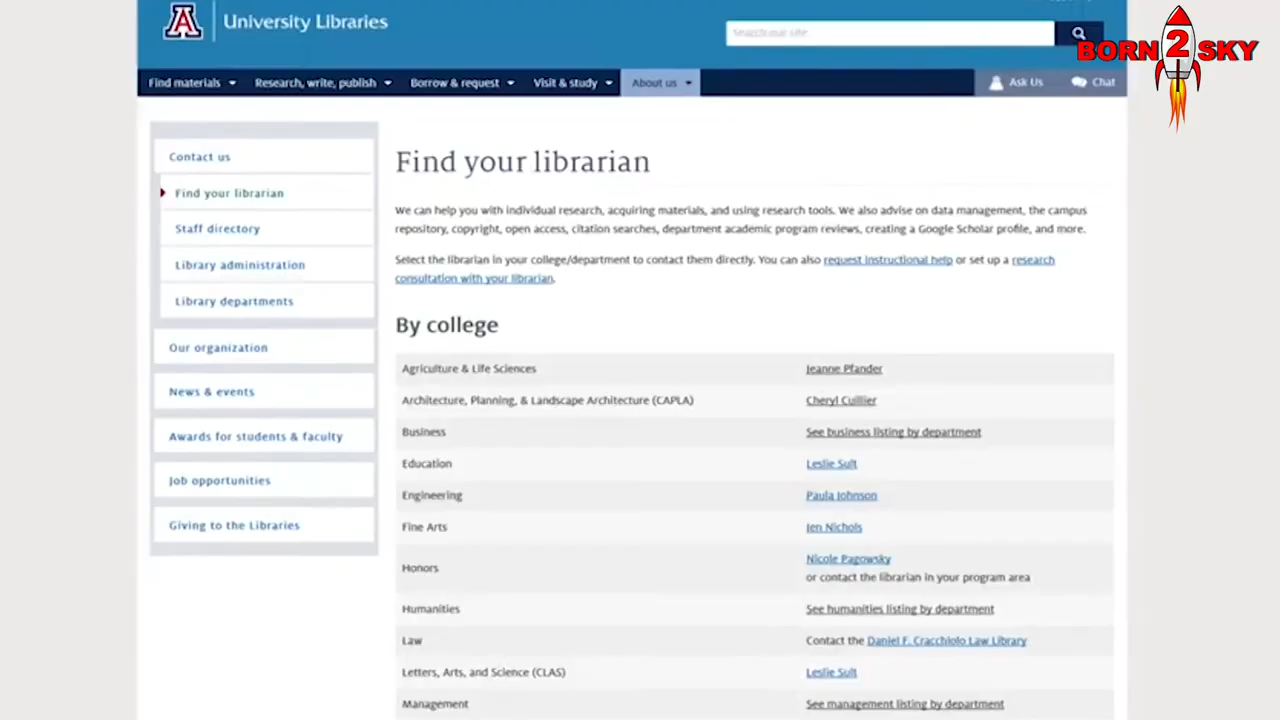 University Libraries
Search our site
BORN 2 SKY
Find materials
Research, write, publish
Borrow & request
Visit & study
About us
Ask Us
Chat
Contact us
Find your librarian
Staff directory
Library administration
Library departments
Our organization
News & events
Awards for students & faculty
Job opportunities
Giving to the Libraries
Find your librarian
We can help you with individual research, acquiring materials, and using research tools. We also advise on data management, the campus
repository, copyright, open access, citation searches, department academic program reviews, creating a Google Scholar profile, and more.
Select the librarian in your college/department to contact them directly. You can also request instructional help or set up a research
consultation with your librarian.
By college
Agriculture & Life Sciences Jeanne Pfander
Architecture, Planning, & Landscape Architecture (CAPLA) Cheryl Cuillier
Business See business listing by department
Education Leslie Sult
Engineering Paula Johnson
Fine Arts Jen Nichols
Honors Nicole Pagowsky
or contact the librarian in your program area
Humanities See humanities listing by department
Law Contact the Daniel F. Cracchiolo Law Library
Letters, Arts, and Science (CLAS) Leslie Sult
Management See management listing by department